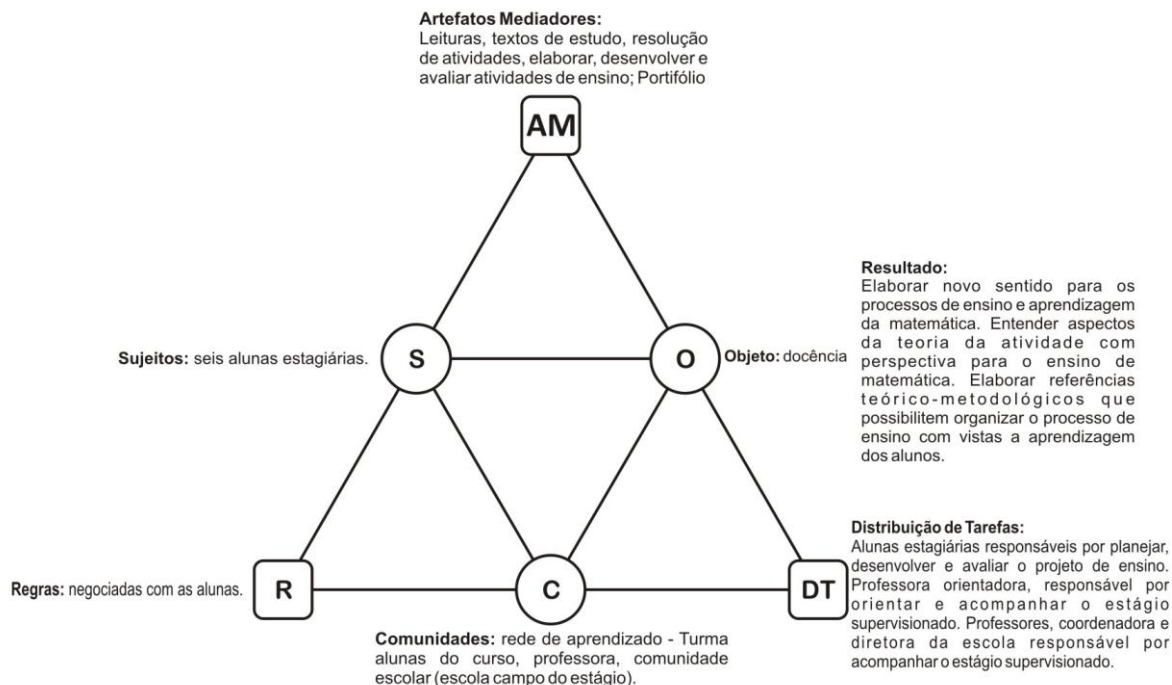 Artefatos Mediadores:
Leituras, textos de estudo, resolução
de atividades, elaborar, desenvolver e
avaliar atividades de ensino; Portifólio
AM
Resultado:
Elaborar novo sentido para os
processos de ensino e aprendizagem
da matemática. Entender aspectos
da teoria da atividade com
perspectiva para o ensino de
matemática. Elaborar referências
teórico-metodológicos que
possibilitem organizar o processo de
ensino com vistas a aprendizagem
dos alunos.
Sujeitos: seis alunas estagiárias.
S
O
Objeto: docência
Regras: negociadas com as alunas.
R
C
DT
Comunidades: rede de aprendizado - Turma
alunas do curso, professora, comunidade
escolar (escola campo do estágio).
Distribuição de Tarefas:
Alunas estagiárias responsáveis por planejar,
desenvolver e avaliar o projeto de ensino.
Professora orientadora, responsável por
orientar e acompanhar o estágio
supervisionado. Professores, coordenadora e
diretora da escola responsável por
acompanhar o estágio supervisionado.